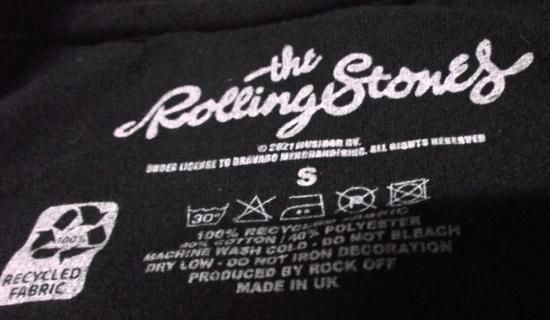 the
Rolling Stones
© 2021 MUSIDOR BV.
UNDER LICENSE TO BRAVADO MERCHANDISING. ALL RIGHTS RESERVED
S
30°
100% RECYCLED FABRIC
COTTON / POLYESTER
MACHINE WASH COLD - DO NOT BLEACH
DRY LOW - DO NOT IRON DECORATION
PRODUCED BY ROCK OFF
MADE IN UK
100%
RECYCLED
FABRIC